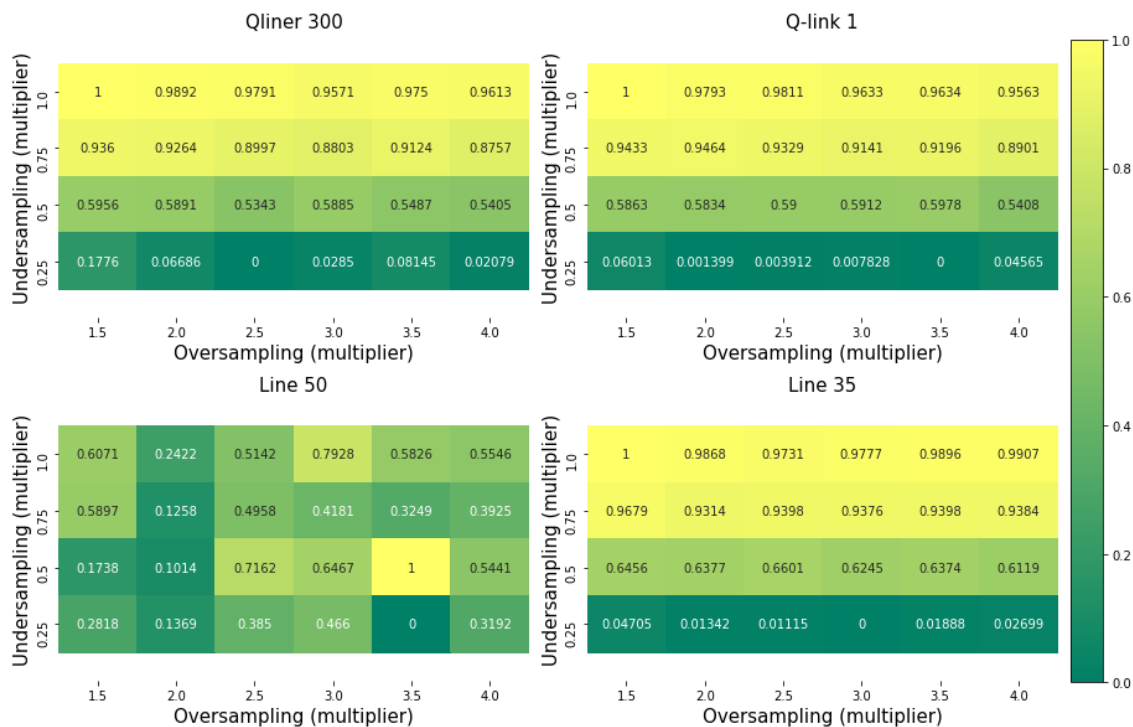 Qliner 300
Undersampling (multiplier)
1.0 1 0.9892 0.9791 0.9571 0.975 0.9613
0.75 0.936 0.9264 0.8997 0.8803 0.9124 0.8757
0.5 0.5956 0.5891 0.5343 0.5885 0.5487 0.5405
0.25 0.1776 0.06686 0 0.0285 0.08145 0.02079
1.5 2.0 2.5 3.0 3.5 4.0
Oversampling (multiplier)
Q-link 1
Undersampling (multiplier)
1.0 1 0.9793 0.9811 0.9633 0.9634 0.9563
0.75 0.9433 0.9464 0.9329 0.9141 0.9196 0.8901
0.5 0.5863 0.5834 0.59 0.5912 0.5978 0.5408
0.25 0.06013 0.001399 0.003912 0.007828 0 0.04565
1.5 2.0 2.5 3.0 3.5 4.0
Oversampling (multiplier)
Line 50
Undersampling (multiplier)
1.0 0.6071 0.2422 0.5142 0.7928 0.5826 0.5546
0.75 0.5897 0.1258 0.4958 0.4181 0.3249 0.3925
0.5 0.1738 0.1014 0.7162 0.6467 1 0.5441
0.25 0.2818 0.1369 0.385 0.466 0 0.3192
1.5 2.0 2.5 3.0 3.5 4.0
Oversampling (multiplier)
Line 35
Undersampling (multiplier)
1.0 1 0.9868 0.9731 0.9777 0.9896 0.9907
0.75 0.9679 0.9314 0.9398 0.9376 0.9398 0.9384
0.5 0.6456 0.6377 0.6601 0.6245 0.6374 0.6119
0.25 0.04705 0.01342 0.01115 0 0.01888 0.02699
1.5 2.0 2.5 3.0 3.5 4.0
Oversampling (multiplier)
1.0
0.8
0.6
0.4
0.2
0.0